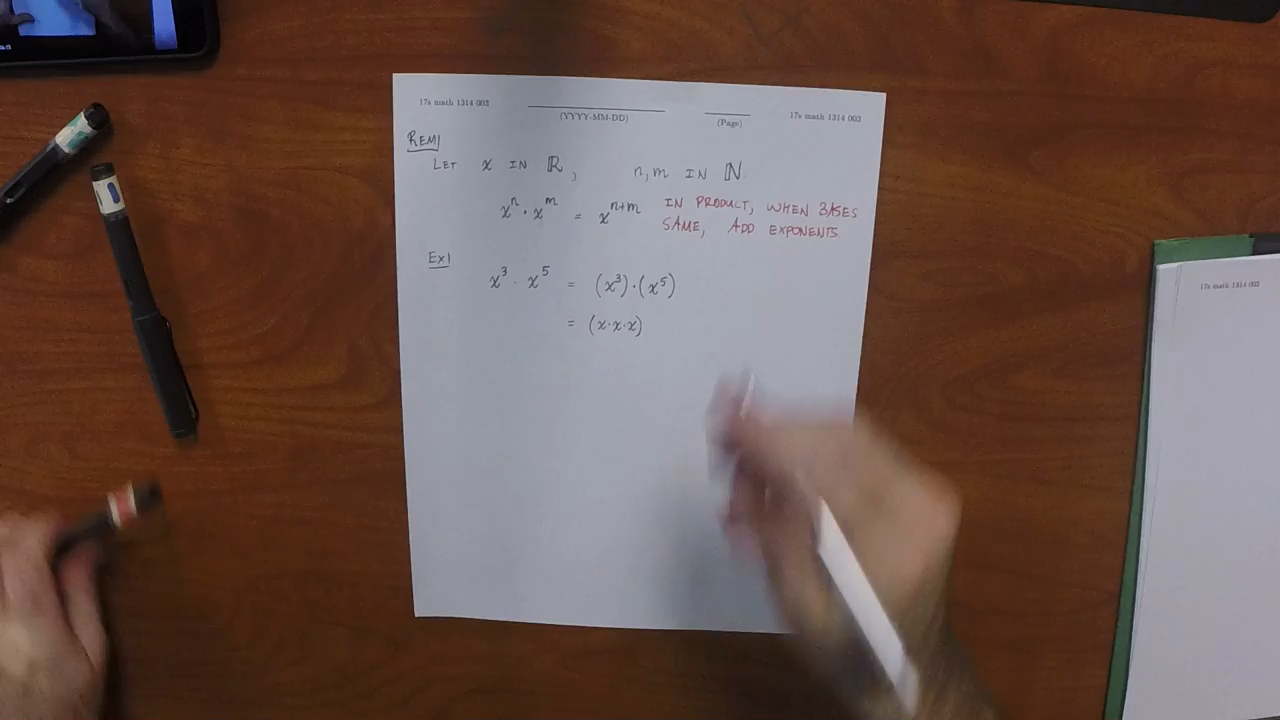 17s math 1314 003 (YYYY-MM-DD) (Page) 17s math 1314 003
REM1
LET x IN ℝ, n,m IN ℕ.
xⁿ · xᵐ = xⁿ⁺ᵐ IN PRODUCT, WHEN BASES
SAME, ADD EXPONENTS.
EX1
x³ · x⁵ = (x³)·(x⁵)
= (x·x·x)
17s math 1314 003